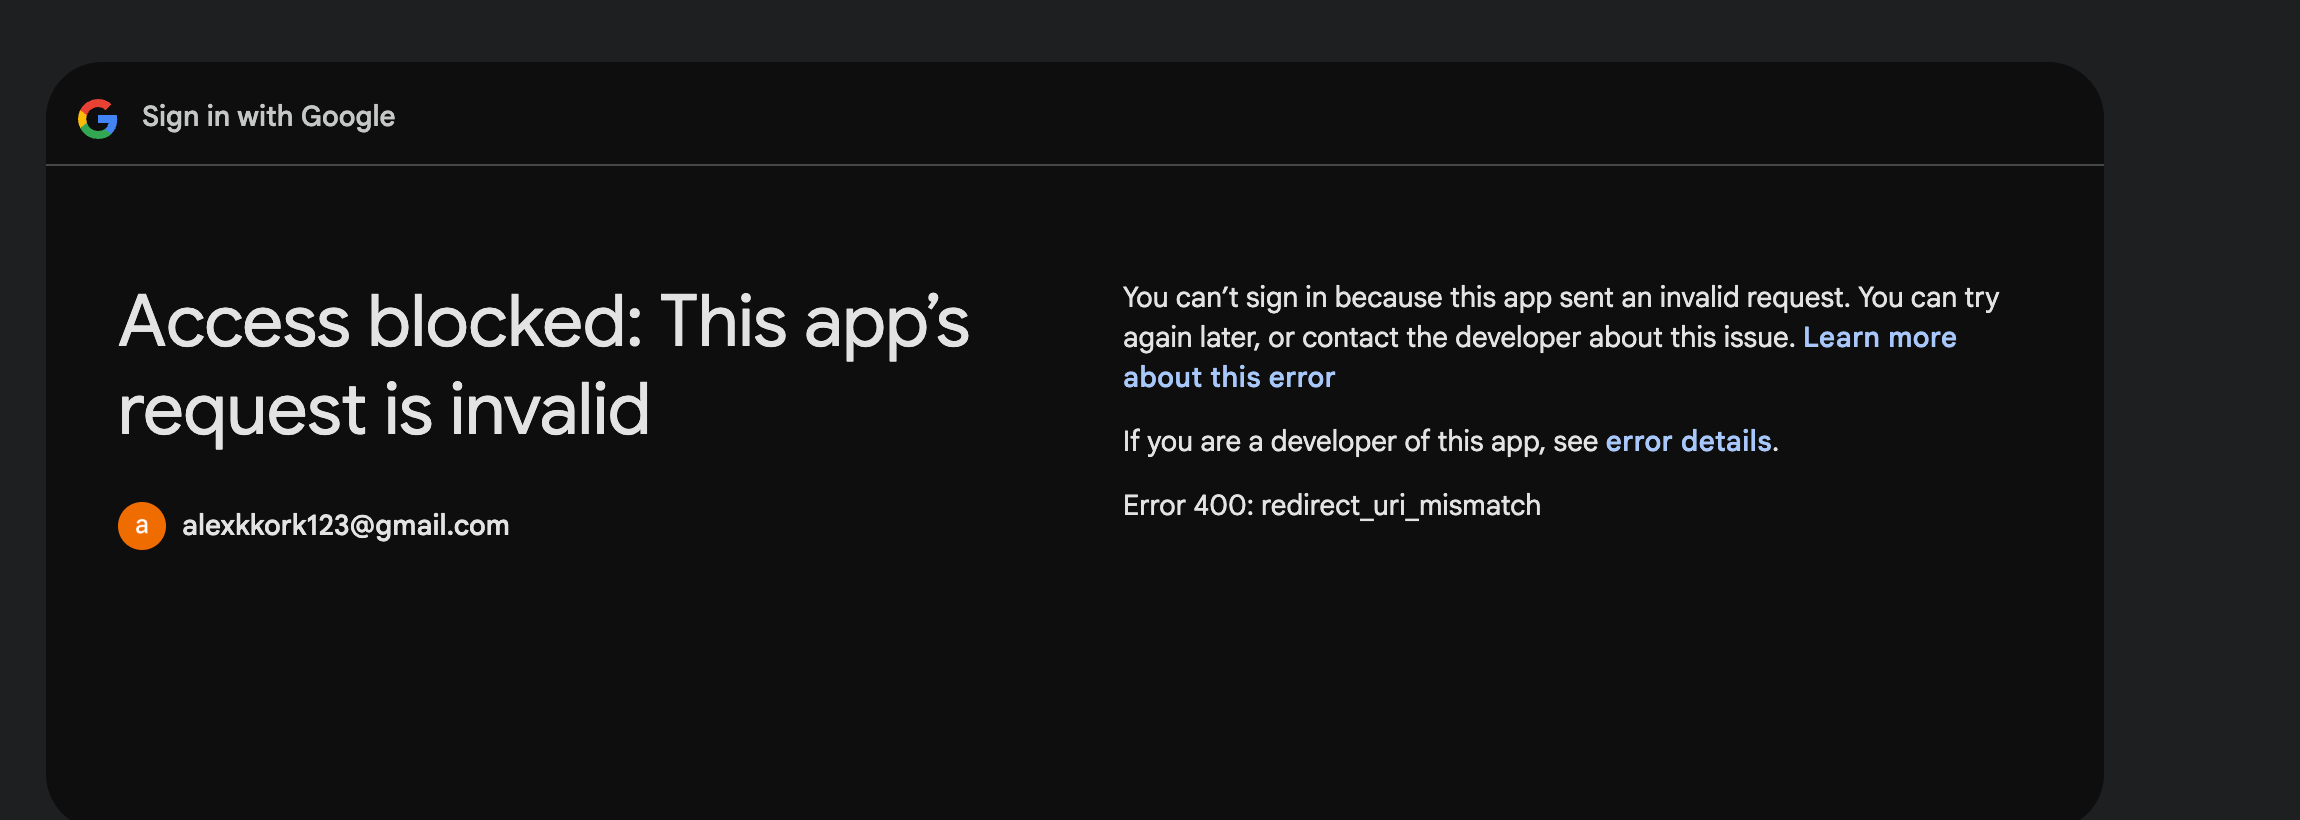 Sign in with Google
Access blocked: This app’s
request is invalid
a alexkkork123@gmail.com
You can’t sign in because this app sent an invalid request. You can try
again later, or contact the developer about this issue. Learn more
about this error
If you are a developer of this app, see error details.
Error 400: redirect_uri_mismatch